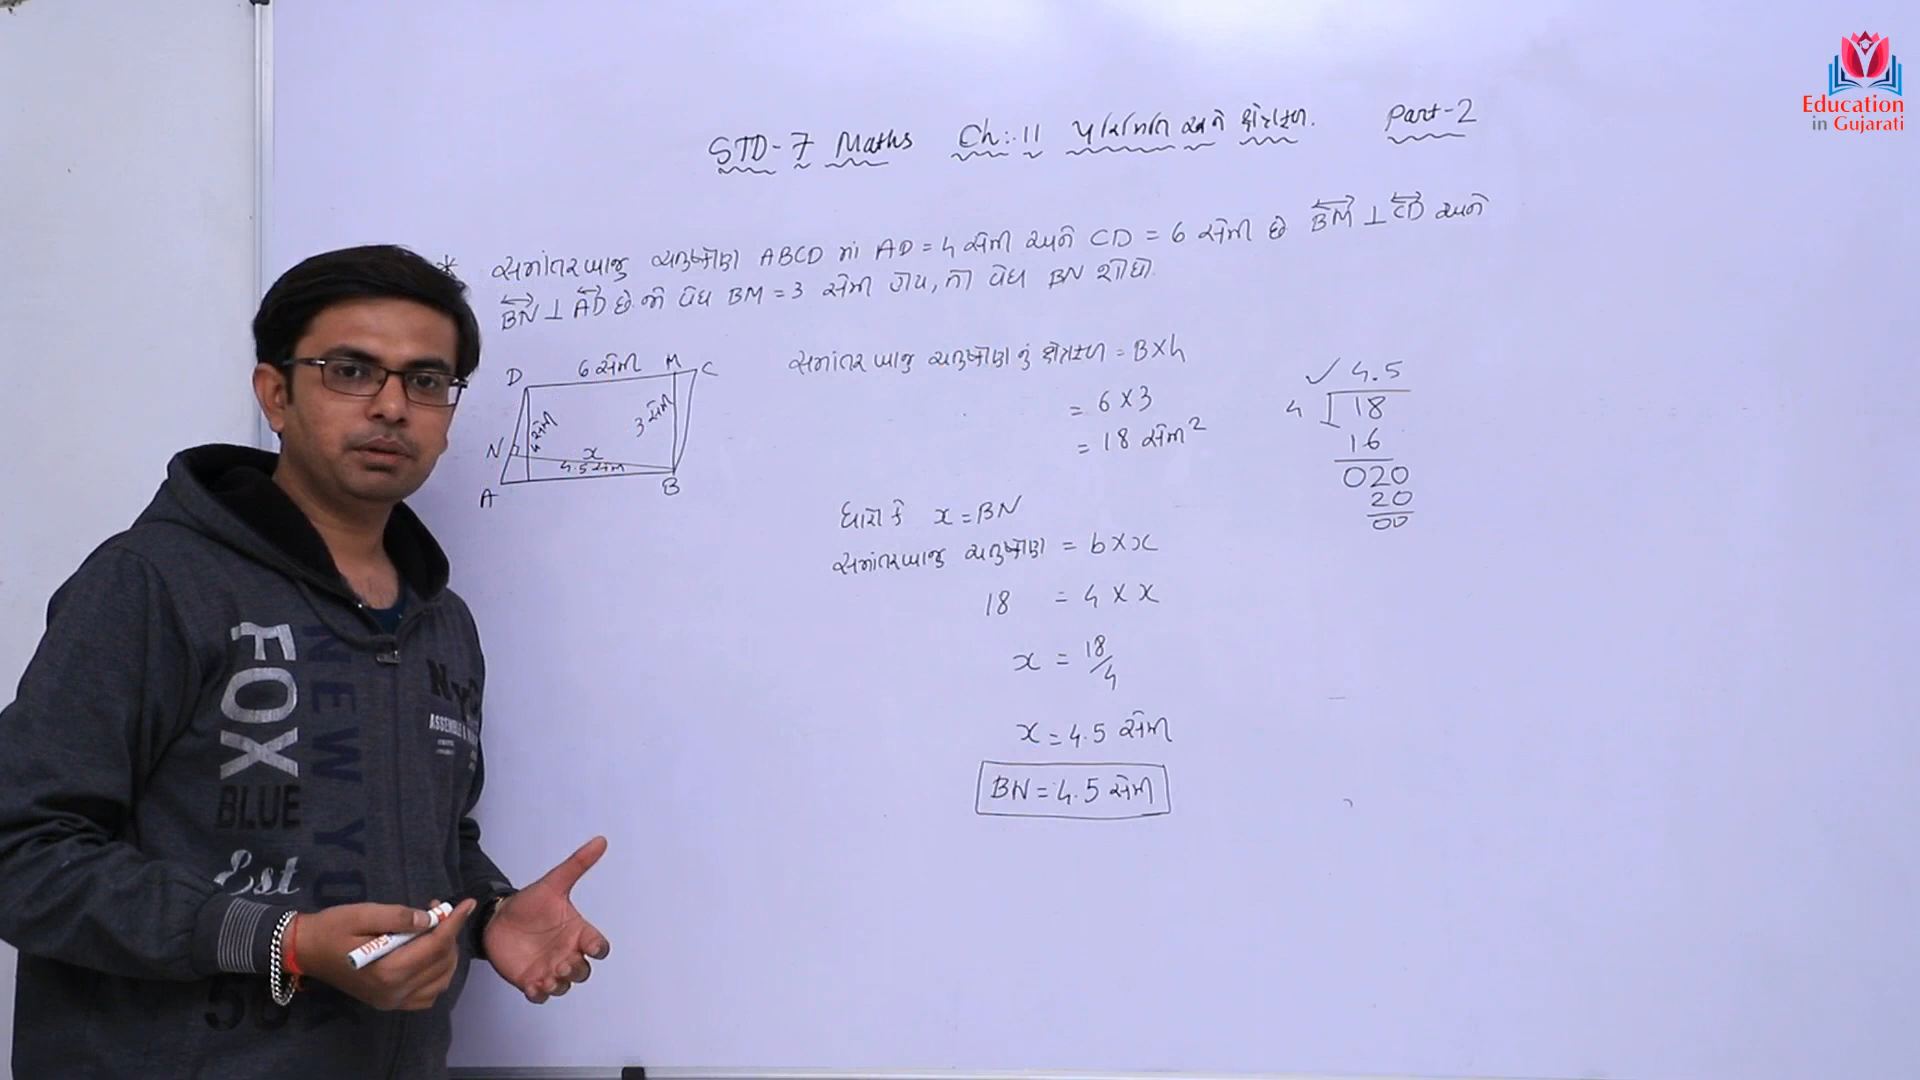 Education
in Gujarati
STD-7 Maths Ch:-11 પરિમિતિ અને ક્ષેત્રફળ. Part-2
* સમાંતરબાજુ ચતુષ્કોણ ABCD માં AD = 4 સેમી અને CD = 6 સેમી છે BM ⊥ CD અને
BN ⊥ AD છે. જો વેધ BM = 3 સેમી હોય, તો વેધ BN શોધો.
D 6 સેમી M C
4 સેમી
3 સેમી
N x
4.5 સેમી
A B
સમાંતરબાજુ ચતુષ્કોણ નું ક્ષેત્રફળ = B X h
= 6 X 3
= 18 સેમી²
ધારો કે x = BN
સમાંતરબાજુ ચતુષ્કોણ = b X x
18 = 4 X x
x = 18/4
x = 4.5 સેમી
BN = 4.5 સેમી
✓ 4.5
4 18
16
020
20
00
FOX
BLUE
Est
NEW YO